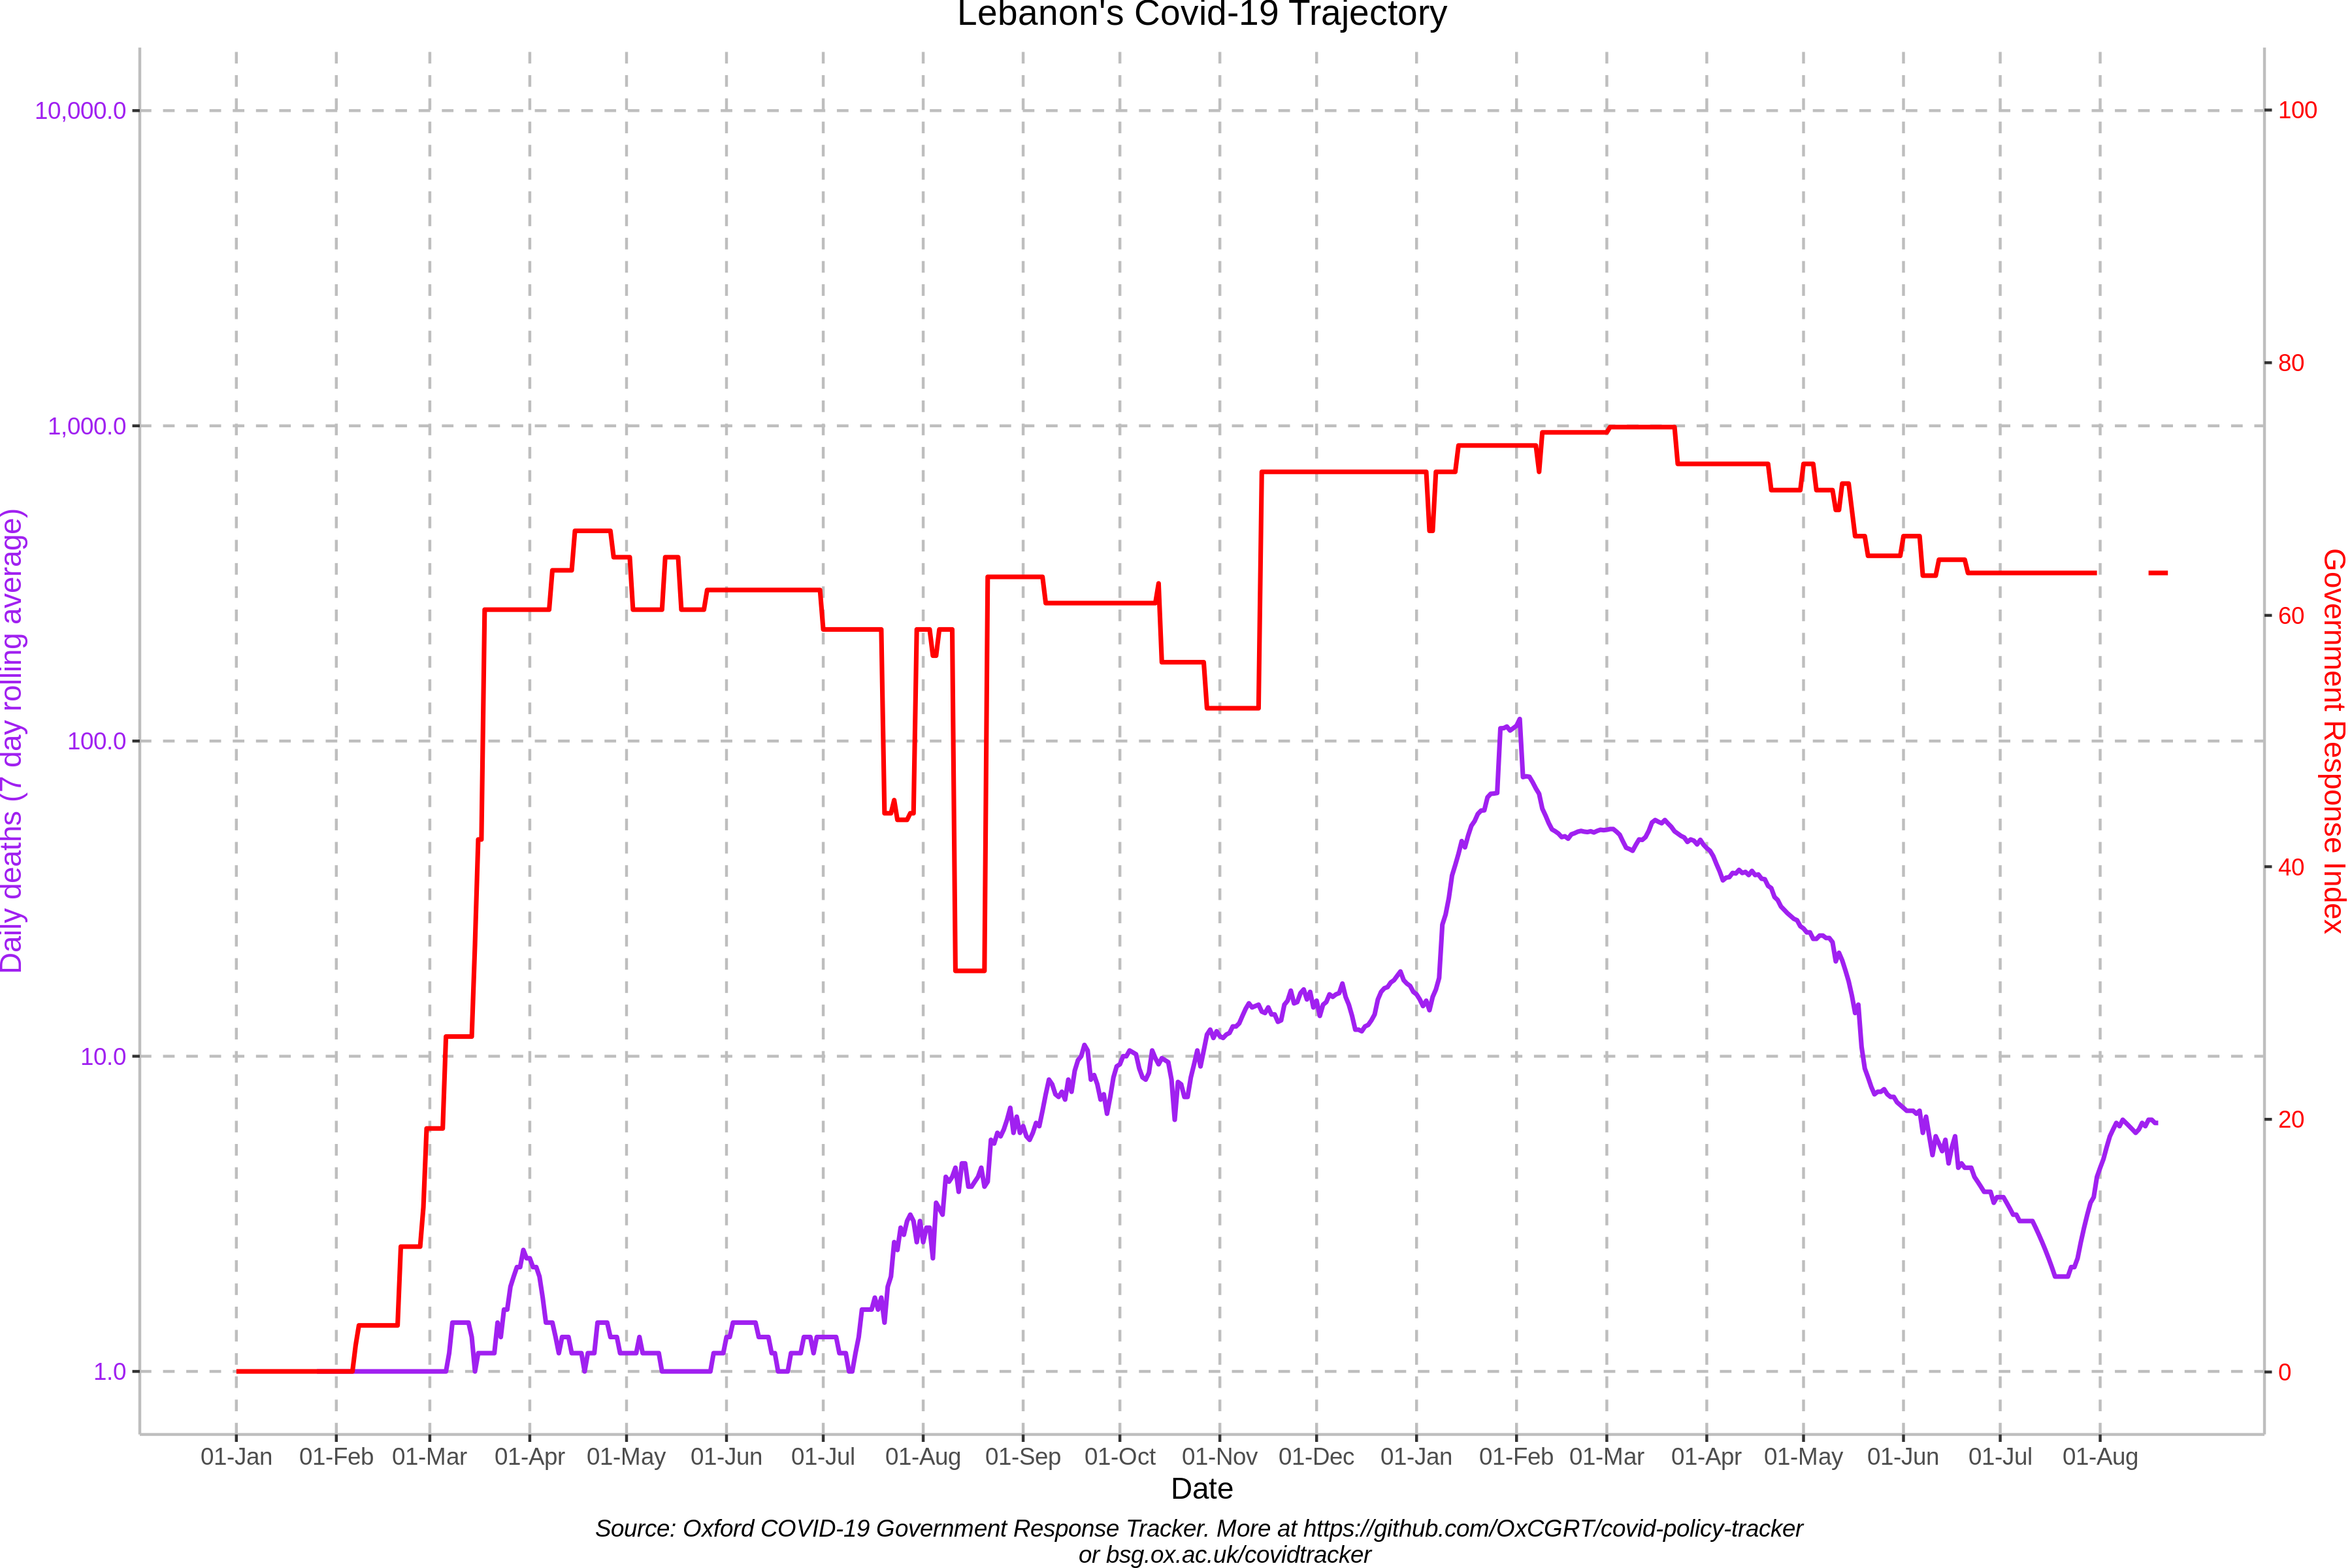 Lebanon's Covid-19 Trajectory
10,000.0
1,000.0
100.0
10.0
1.0
Daily deaths (7 day rolling average)
100
80
60
40
20
0
Government Response Index
01-Jan 01-Feb 01-Mar 01-Apr 01-May 01-Jun 01-Jul 01-Aug 01-Sep 01-Oct 01-Nov 01-Dec 01-Jan 01-Feb 01-Mar 01-Apr 01-May 01-Jun 01-Jul 01-Aug
Date
Source: Oxford COVID-19 Government Response Tracker. More at https://github.com/OxCGRT/covid-policy-tracker
or bsg.ox.ac.uk/covidtracker